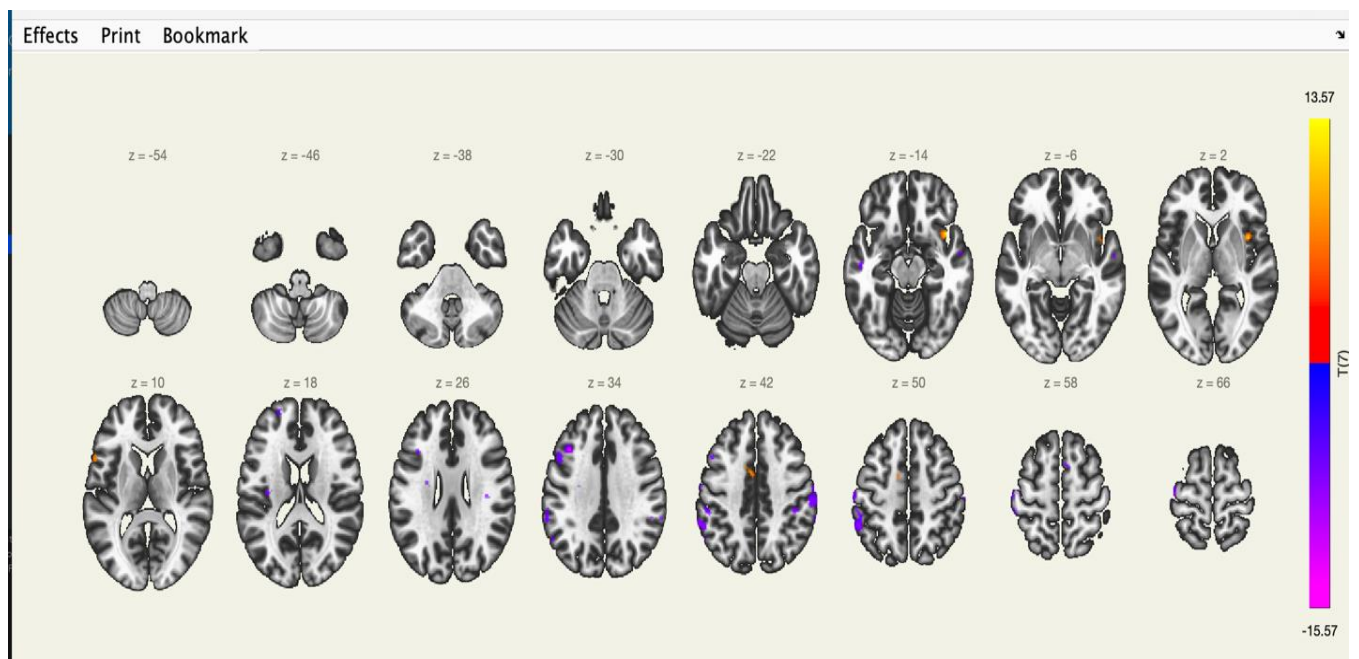 Effects Print Bookmark
13.57
z = -54 z = -46 z = -38 z = -30 z = -22 z = -14 z = -6 z = 2
T(7)
z = 10 z = 18 z = 26 z = 34 z = 42 z = 50 z = 58 z = 66
-15.57